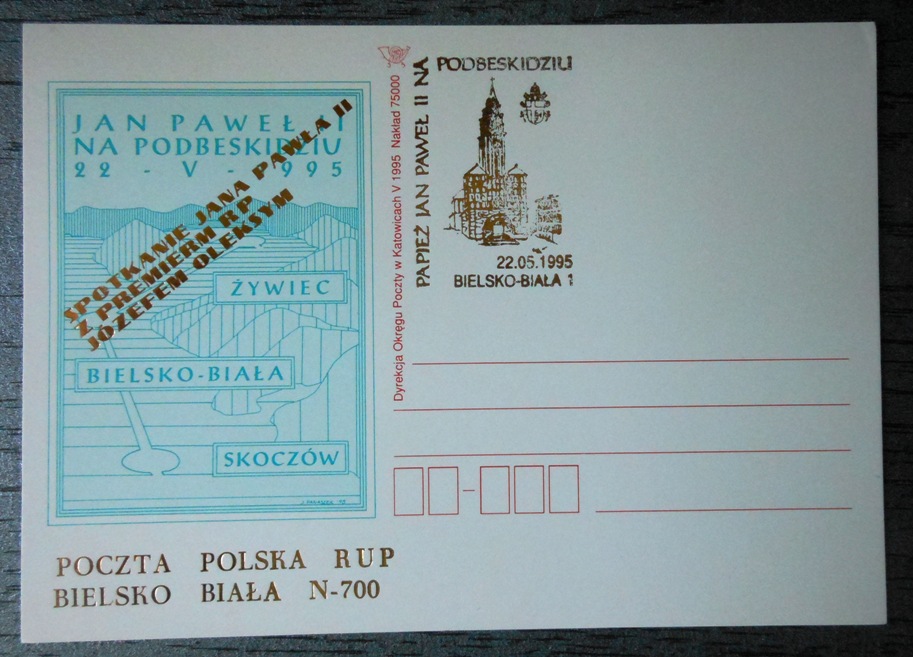 JAN PAWEŁ II
NA PODBESKIDZIU
22 - V - 1995
SPOTKANIE JANA PAWŁA II
Z PREMIERM RP
JÓZEFEM OLEKSYM
ŻYWIEC
BIELSKO-BIAŁA
SKOCZÓW
POCZTA POLSKA RUP
BIELSKO BIAŁA N-700
Dyrekcja Okręgu Poczty w Katowicach V 1995 Nakład 75000
PAPIEŻ JAN PAWEŁ II NA
PODBESKIDZIU
22.05.1995
BIELSKO-BIAŁA 1